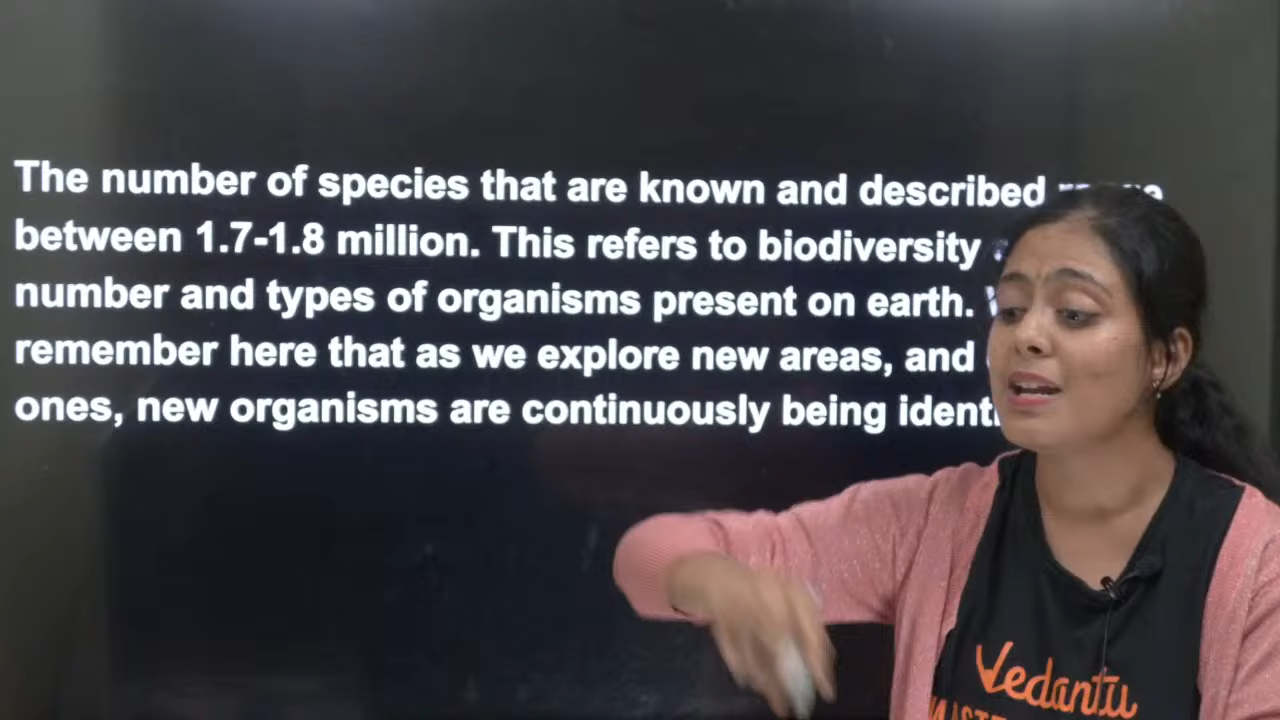 The number of species that are known and described
between 1.7-1.8 million. This refers to biodiversity
number and types of organisms present on earth.
remember here that as we explore new areas, and
ones, new organisms are continuously being
Vedantu